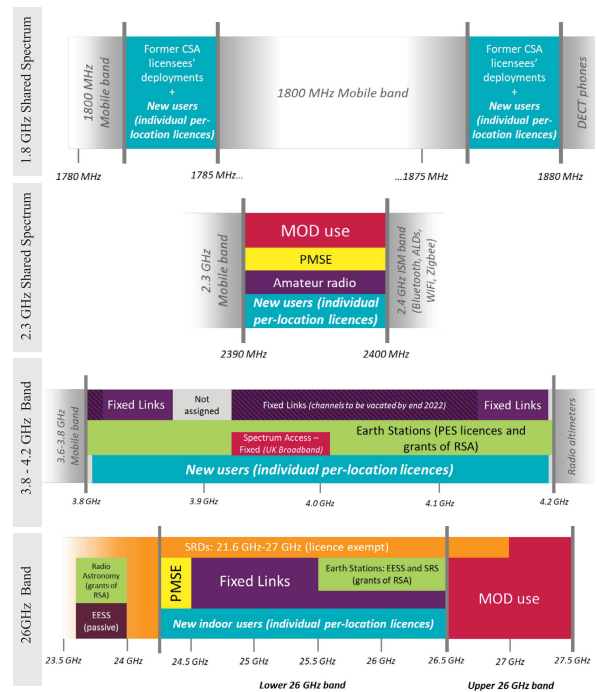 1.8 GHz Shared Spectrum
1800 MHz
Mobile band
Former CSA
licensees'
deployments
+
New users
(individual per-
location licences)
1800 MHz Mobile band
Former CSA
licensees'
deployments
+
New users
(individual per-
location licences)
DECT phones
1780 MHz
1785 MHz...
...1875 MHz
1880 MHz
2.3 GHz Shared Spectrum
2.3 GHz
Mobile band
MOD use
PMSE
Amateur radio
New users (individual
per-location licences)
2.4 GHz ISM band
(Bluetooth, ALDs,
WiFi, Zigbee)
2390 MHz
2400 MHz
3.8 - 4.2 GHz Band
3.6-3.8 GHz
Mobile band
Fixed Links
Not
assigned
Fixed Links (channels to be vacated by end 2022)
Fixed Links
Earth Stations (PES licences and
grants of RSA)
Spectrum Access –
Fixed (UK Broadband)
New users (individual per-location licences)
Radio altimeters
3.8 GHz
3.9 GHz
4.0 GHz
4.1 GHz
4.2 GHz
26GHz Band
SRDs: 21.6 GHz-27 GHz (licence exempt)
Radio
Astronomy
(grants of
RSA)
EESS
(passive)
PMSE
Fixed Links
Earth Stations: EESS and SRS
(grants of RSA)
New indoor users (individual per-location licences)
MOD use
23.5 GHz
24 GHz
24.5 GHz
25 GHz
25.5 GHz
26 GHz
26.5 GHz
27 GHz
27.5 GHz
Lower 26 GHz band
Upper 26 GHz band